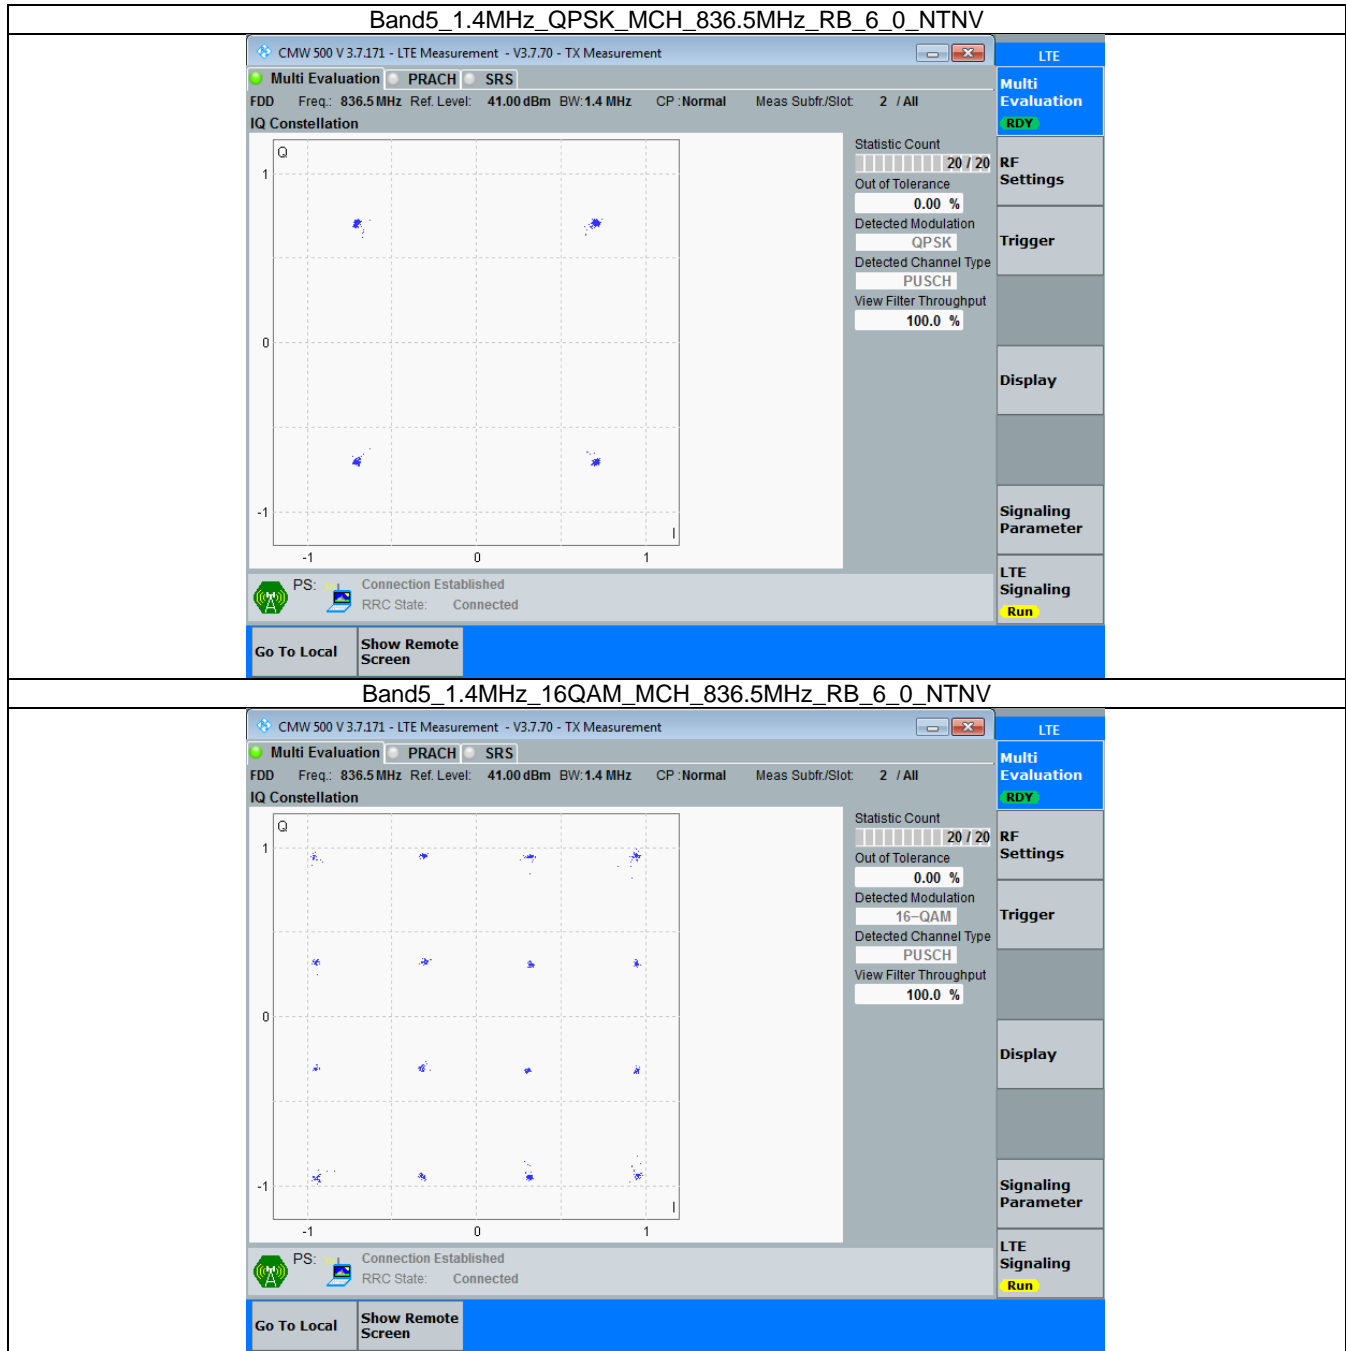 Band5_1.4MHz_QPSK_MCH_836.5MHz_RB_6_0_NTNV
CMW 500 V 3.7.171 - LTE Measurement - V3.7.70 - TX Measurement
LTE
Multi Evaluation PRACH SRS
Multi
Evaluation
RDY
FDD Freq.: 836.5 MHz Ref. Level: 41.00 dBm BW: 1.4 MHz CP : Normal Meas Subfr./Slot: 2 / All
IQ Constellation
Q
1
0
-1
-1 0 1
I
Statistic Count
20 / 20
Out of Tolerance
0.00 %
Detected Modulation
QPSK
Detected Channel Type
PUSCH
View Filter Throughput
100.0 %
RF
Settings
Trigger
Display
Signaling
Parameter
LTE
Signaling
Run
PS: Connection Established
RRC State: Connected
Go To Local
Show Remote
Screen
Band5_1.4MHz_16QAM_MCH_836.5MHz_RB_6_0_NTNV
CMW 500 V 3.7.171 - LTE Measurement - V3.7.70 - TX Measurement
LTE
Multi Evaluation PRACH SRS
Multi
Evaluation
RDY
FDD Freq.: 836.5 MHz Ref. Level: 41.00 dBm BW: 1.4 MHz CP : Normal Meas Subfr./Slot: 2 / All
IQ Constellation
Q
1
0
-1
-1 0 1
I
Statistic Count
20 / 20
Out of Tolerance
0.00 %
Detected Modulation
16-QAM
Detected Channel Type
PUSCH
View Filter Throughput
100.0 %
RF
Settings
Trigger
Display
Signaling
Parameter
LTE
Signaling
Run
PS: Connection Established
RRC State: Connected
Go To Local
Show Remote
Screen